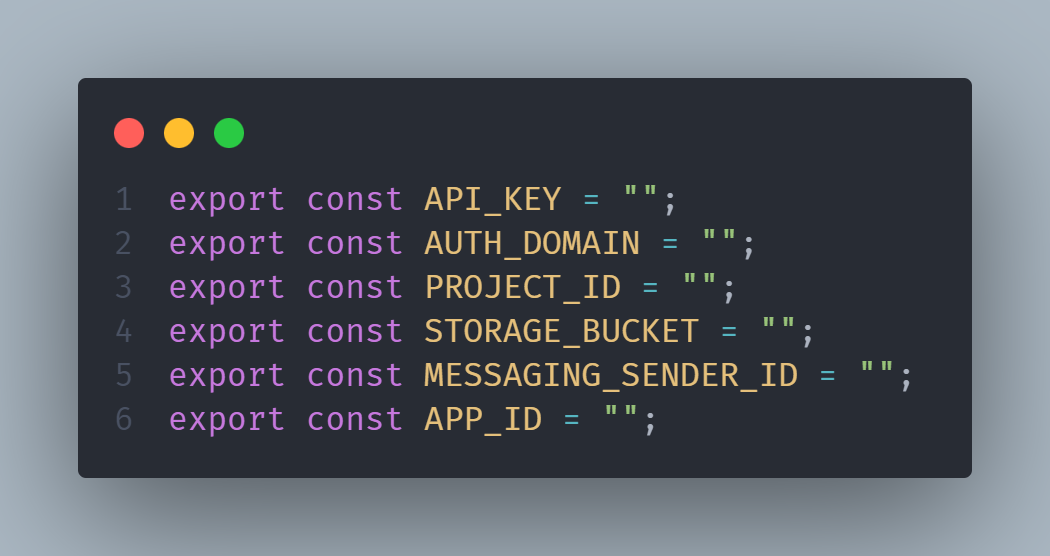 1 export const API_KEY = "";
2 export const AUTH_DOMAIN = "";
3 export const PROJECT_ID = "";
4 export const STORAGE_BUCKET = "";
5 export const MESSAGING_SENDER_ID = "";
6 export const APP_ID = "";